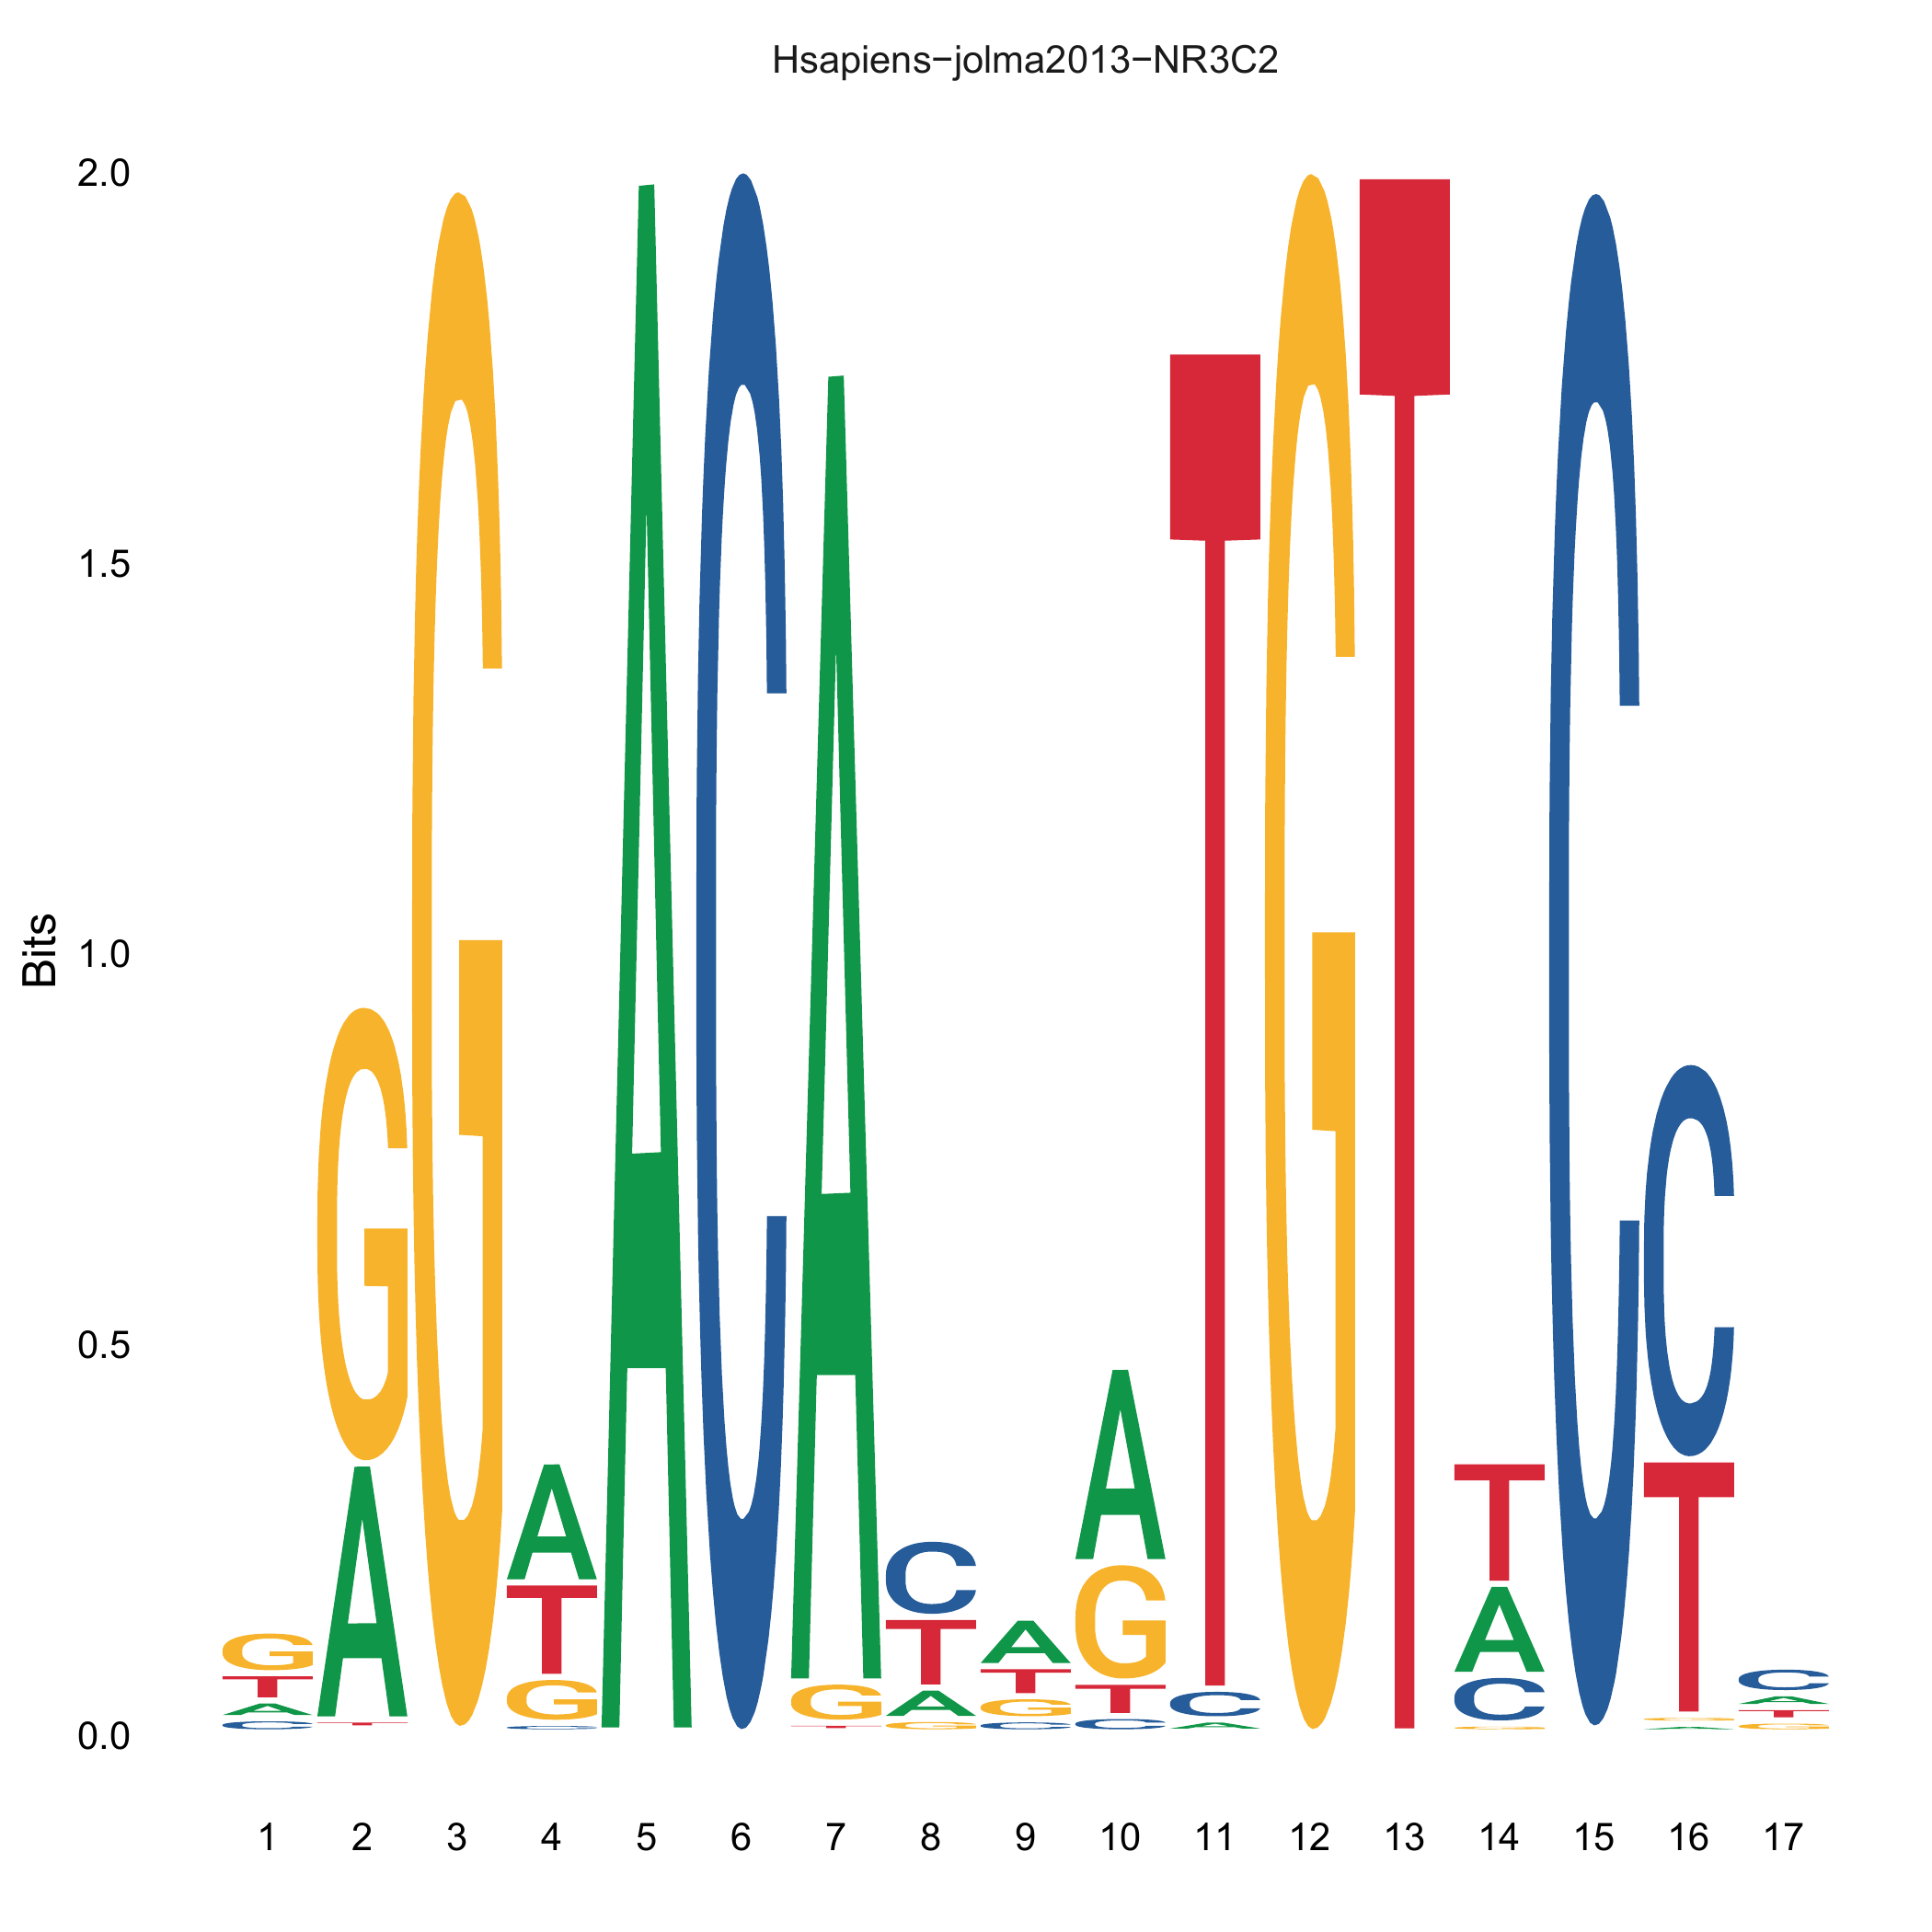 Hsapiens−jolma2013−NR3C2
2.0
1.5
1.0
0.5
0.0
Bits
G T A C
G A T
G
A T G C
A
C
A G T
C T A G
A T G C
A G T C
T C A
G
T
T A C G
C
C T G A
C A T G
1 2 3 4 5 6 7 8 9 10 11 12 13 14 15 16 17